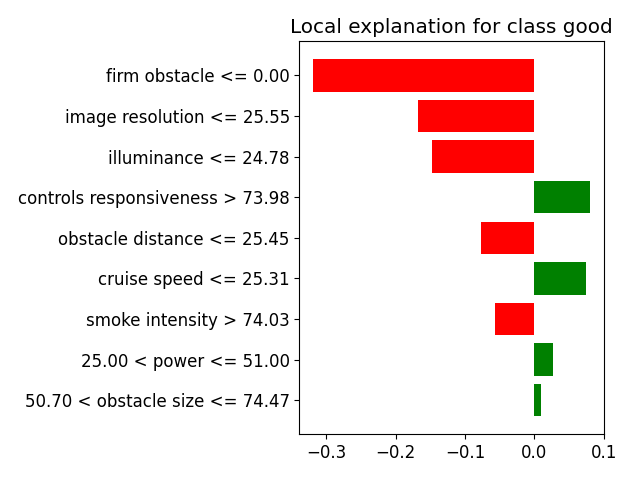 Local explanation for class good
firm obstacle <= 0.00
image resolution <= 25.55
illuminance <= 24.78
controls responsiveness > 73.98
obstacle distance <= 25.45
cruise speed <= 25.31
smoke intensity > 74.03
25.00 < power <= 51.00
50.70 < obstacle size <= 74.47
−0.3 −0.2 −0.1 0.0 0.1